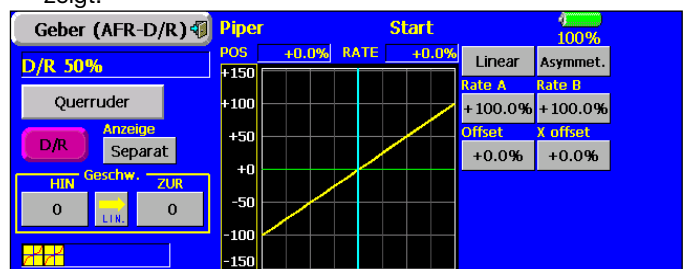 zeigt.
Geber (AFR-D/R)
Piper
Start
100%
D/R 50%
POS +0.0% RATE +0.0%
Linear Asymmet.
Querruder
Rate A Rate B
+100.0% +100.0%
Anzeige
D/R Separat
Offset X offset
+0.0% +0.0%
Geschw.
HIN ZUR
0 LIN. 0
+150
+100
+50
+0
-50
-100
-150